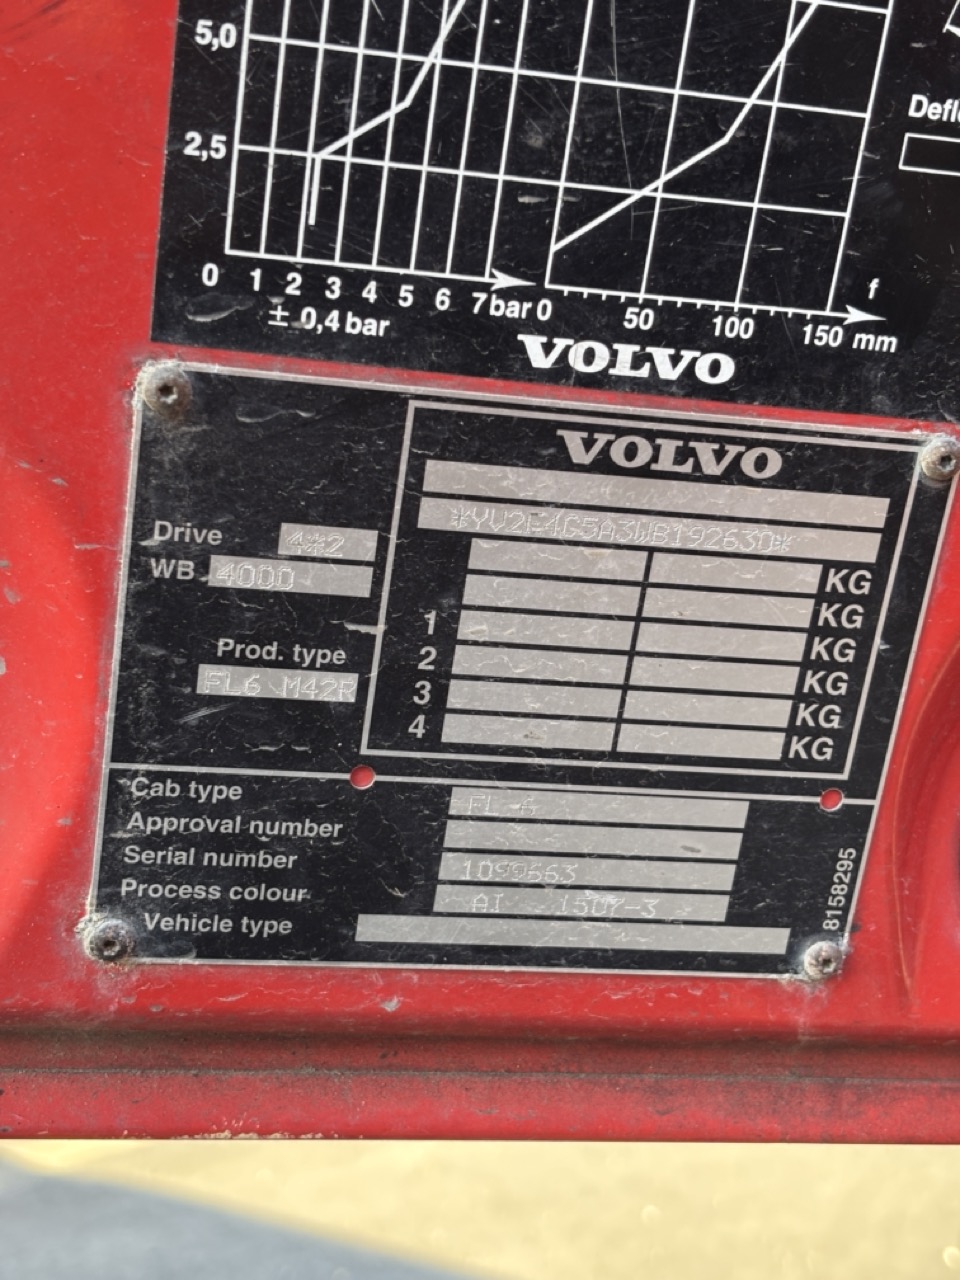 5,0
2,5
0 1 2 3 4 5 6 7 bar
± 0,4 bar
0 50 100 150 mm
f
VOLVO
VOLVO
*YV2E4G5A3WB192630*
Drive 4*2
WB 4000
Prod. type
FL6 M42R
KG
KG
1 KG
2 KG
3 KG
4 KG
Cab type FL 6
Approval number
Serial number 1099563
Process colour AI 1507-3
Vehicle type
8158295